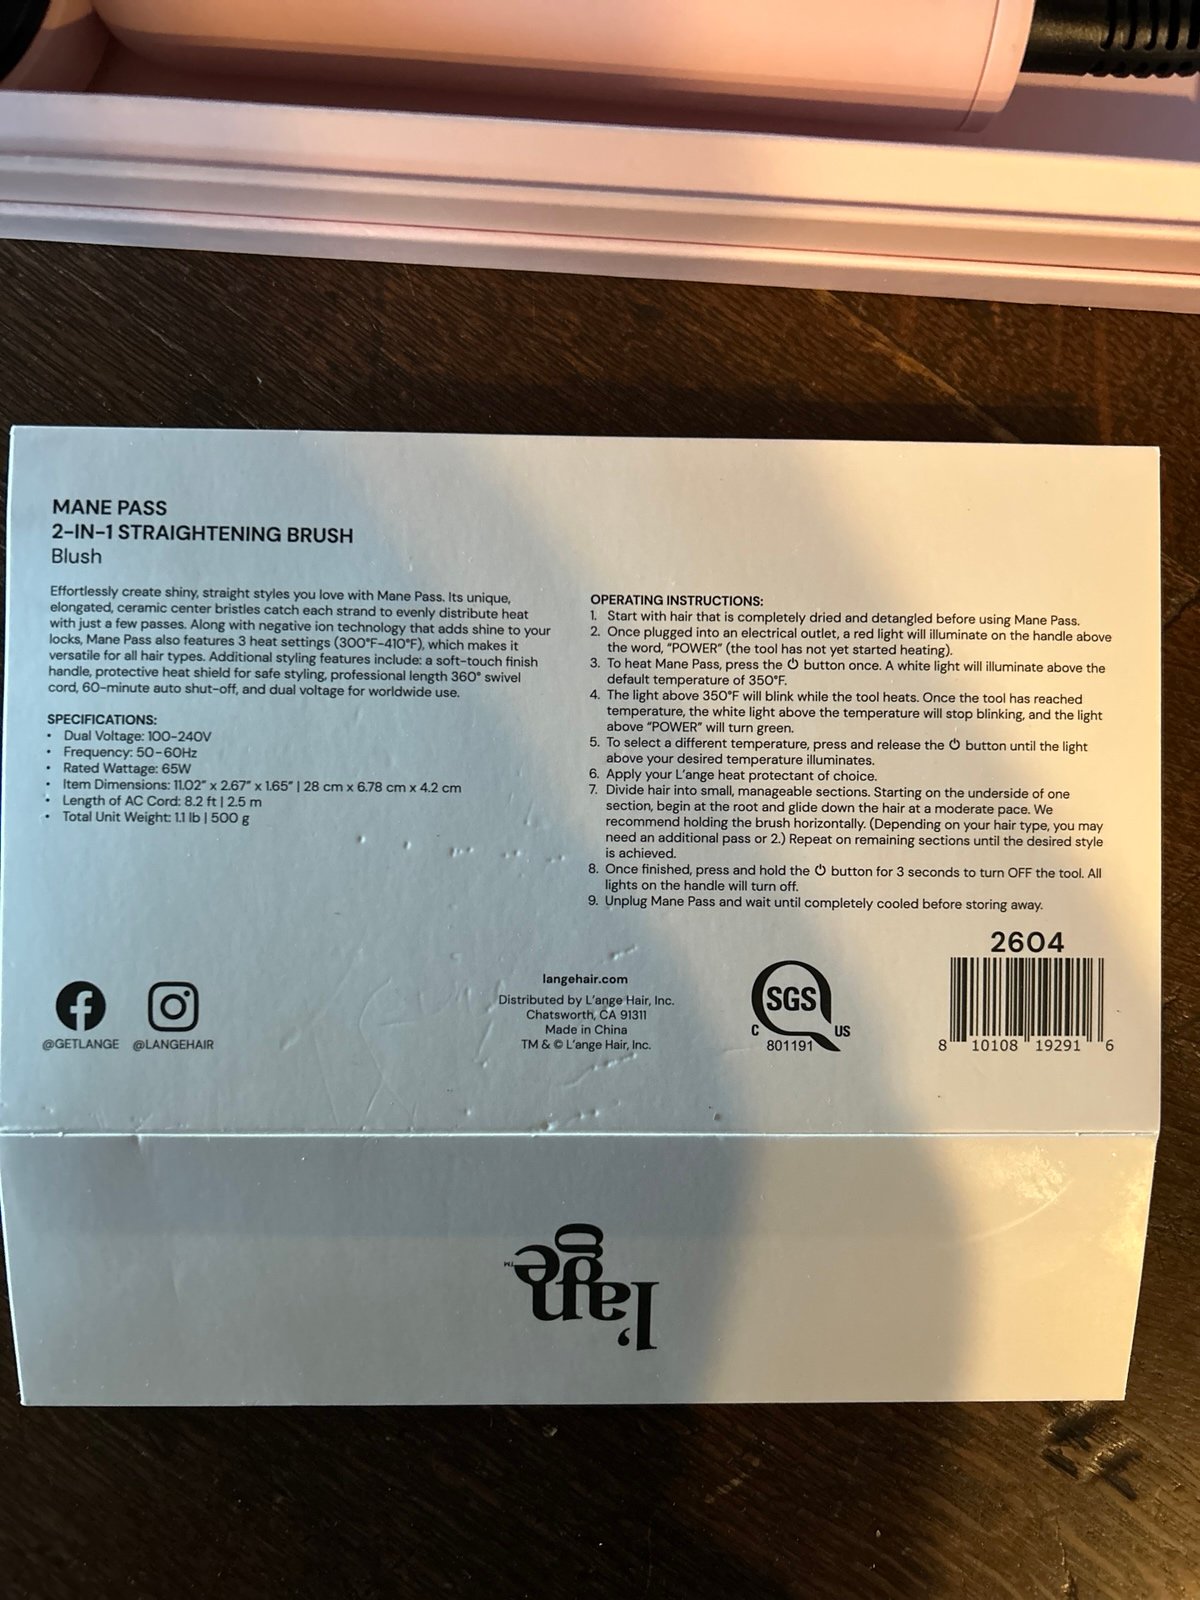 MANE PASS
2-IN-1 STRAIGHTENING BRUSH
Blush
Effortlessly create shiny, straight styles you love with Mane Pass. Its unique,
elongated, ceramic center bristles catch each strand to evenly distribute heat
with just a few passes. Along with negative ion technology that adds shine to your
locks, Mane Pass also features 3 heat settings (300°F-410°F), which makes it
versatile for all hair types. Additional styling features include: a soft-touch finish
handle, protective heat shield for safe styling, professional length 360° swivel
cord, 60-minute auto shut-off, and dual voltage for worldwide use.
SPECIFICATIONS:
• Dual Voltage: 100-240V
• Frequency: 50-60Hz
• Rated Wattage: 65W
• Item Dimensions: 11.02” x 2.67” x 1.65” | 28 cm x 6.78 cm x 4.2 cm
• Length of AC Cord: 8.2 ft | 2.5 m
• Total Unit Weight: 1.1 lb | 500 g
OPERATING INSTRUCTIONS:
1. Start with hair that is completely dried and detangled before using Mane Pass.
2. Once plugged into an electrical outlet, a red light will illuminate on the handle above
the word, “POWER” (the tool has not yet started heating).
3. To heat Mane Pass, press the ⏻ button once. A white light will illuminate above the
default temperature of 350°F.
4. The light above 350°F will blink while the tool heats. Once the tool has reached
temperature, the white light above the temperature will stop blinking, and the light
above “POWER” will turn green.
5. To select a different temperature, press and release the ⏻ button until the light
above your desired temperature illuminates.
6. Apply your L’ange heat protectant of choice.
7. Divide hair into small, manageable sections. Starting on the underside of one
section, begin at the root and glide down the hair at a moderate pace. We
recommend holding the brush horizontally. (Depending on your hair type, you may
need an additional pass or 2.) Repeat on remaining sections until the desired style
is achieved.
8. Once finished, press and hold the ⏻ button for 3 seconds to turn OFF the tool. All
lights on the handle will turn off.
9. Unplug Mane Pass and wait until completely cooled before storing away.
@GETLANGE @LANGEHAIR
langehair.com
Distributed by L’ange Hair, Inc.
Chatsworth, CA 91311
Made in China
TM & © L’ange Hair, Inc.
SGS
C US
801191
2604
8 10108 19291 6
l’an
ge™